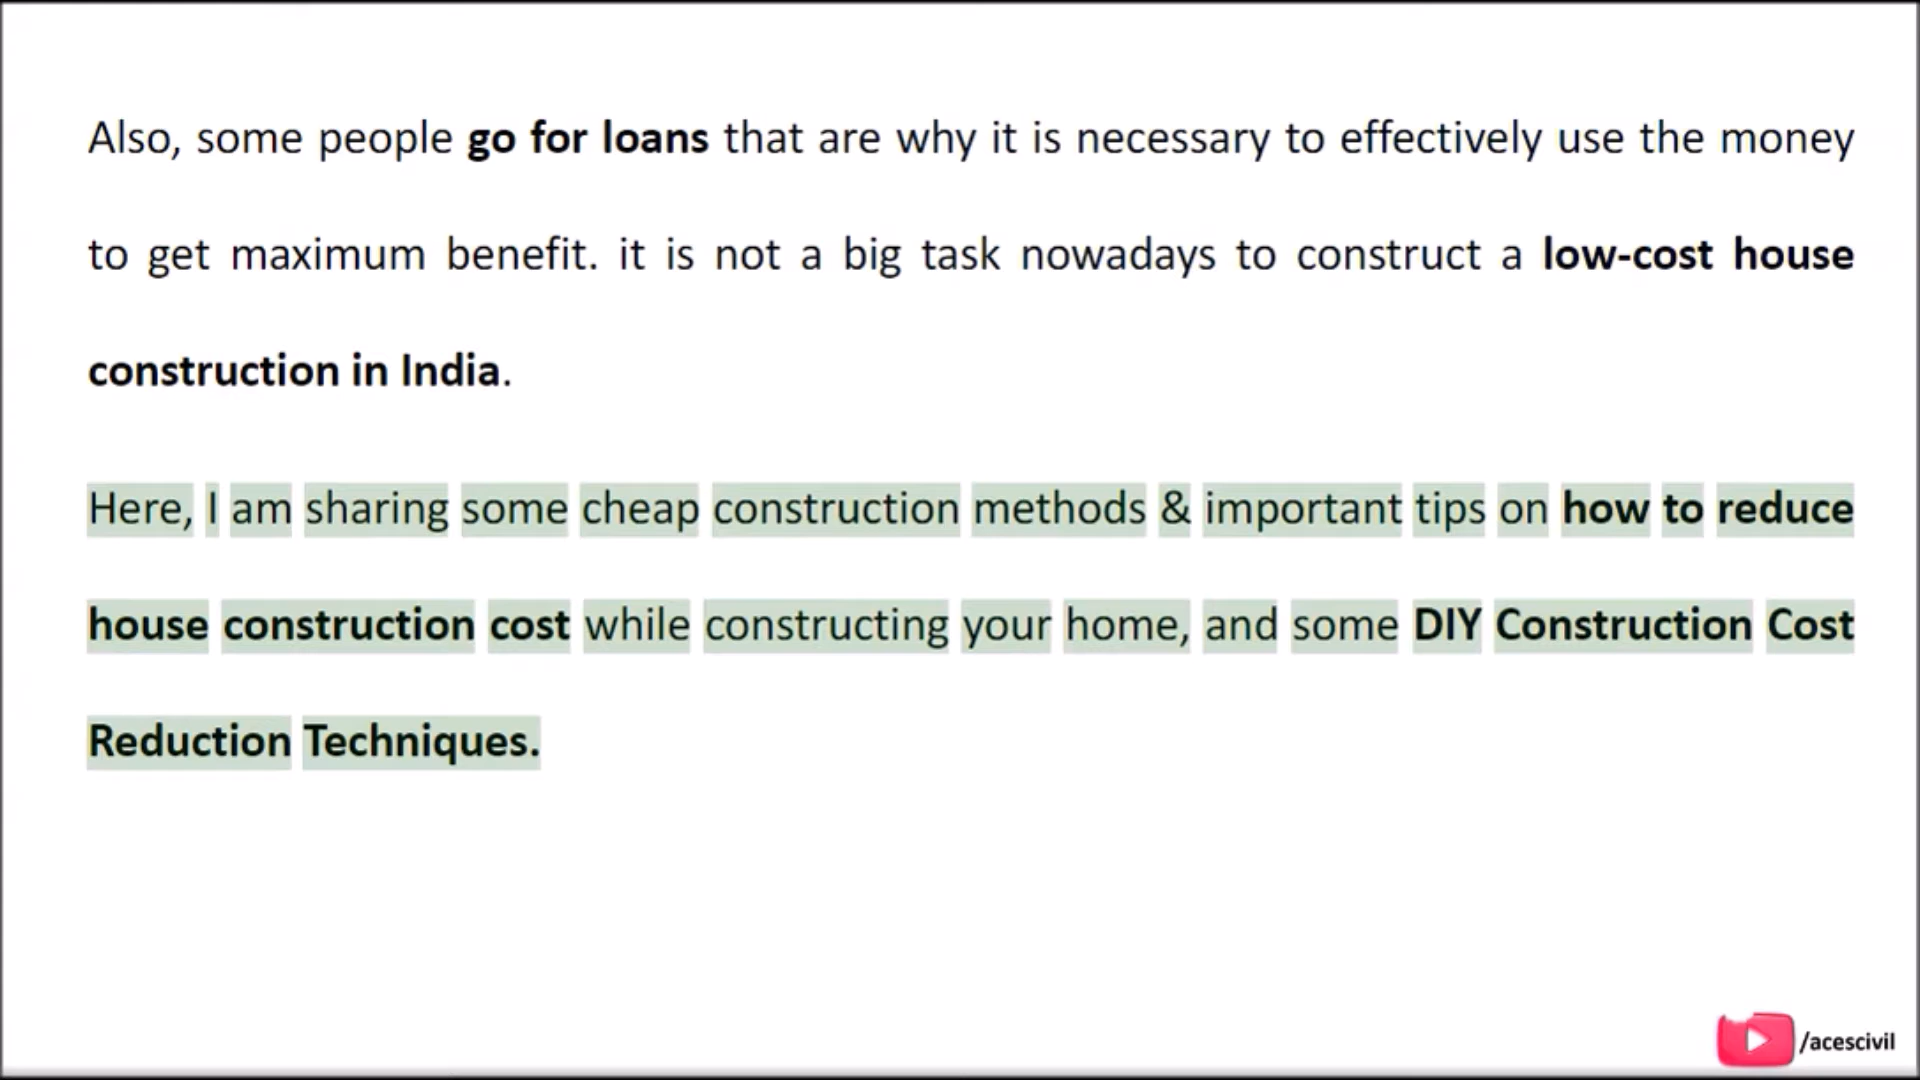 Also, some people go for loans that are why it is necessary to effectively use the money
to get maximum benefit. it is not a big task nowadays to construct a low-cost house
construction in India.
Here, I am sharing some cheap construction methods & important tips on how to reduce
house construction cost while constructing your home, and some DIY Construction Cost
Reduction Techniques.
/acescivil